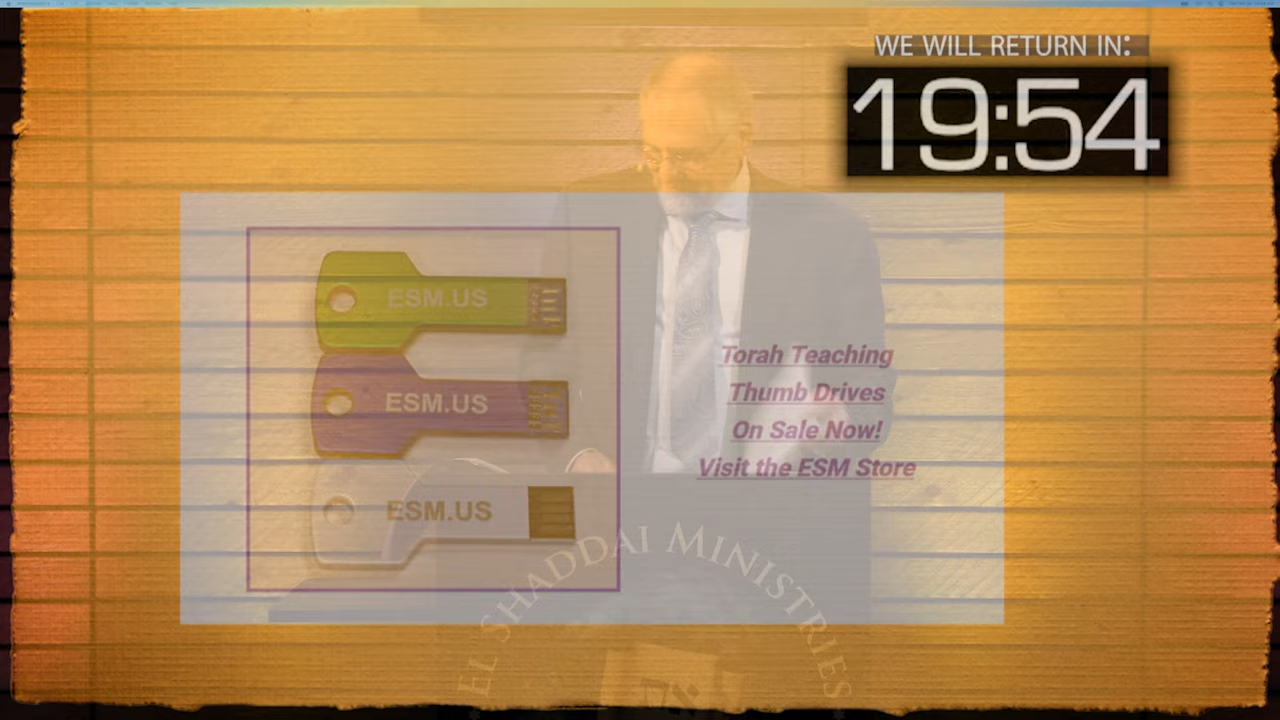 WE WILL RETURN IN:
19:54
ESM.US
ESM.US
ESM.US
Torah Teaching
Thumb Drives
On Sale Now!
Visit the ESM Store
EL SHADDAI MINISTRIES